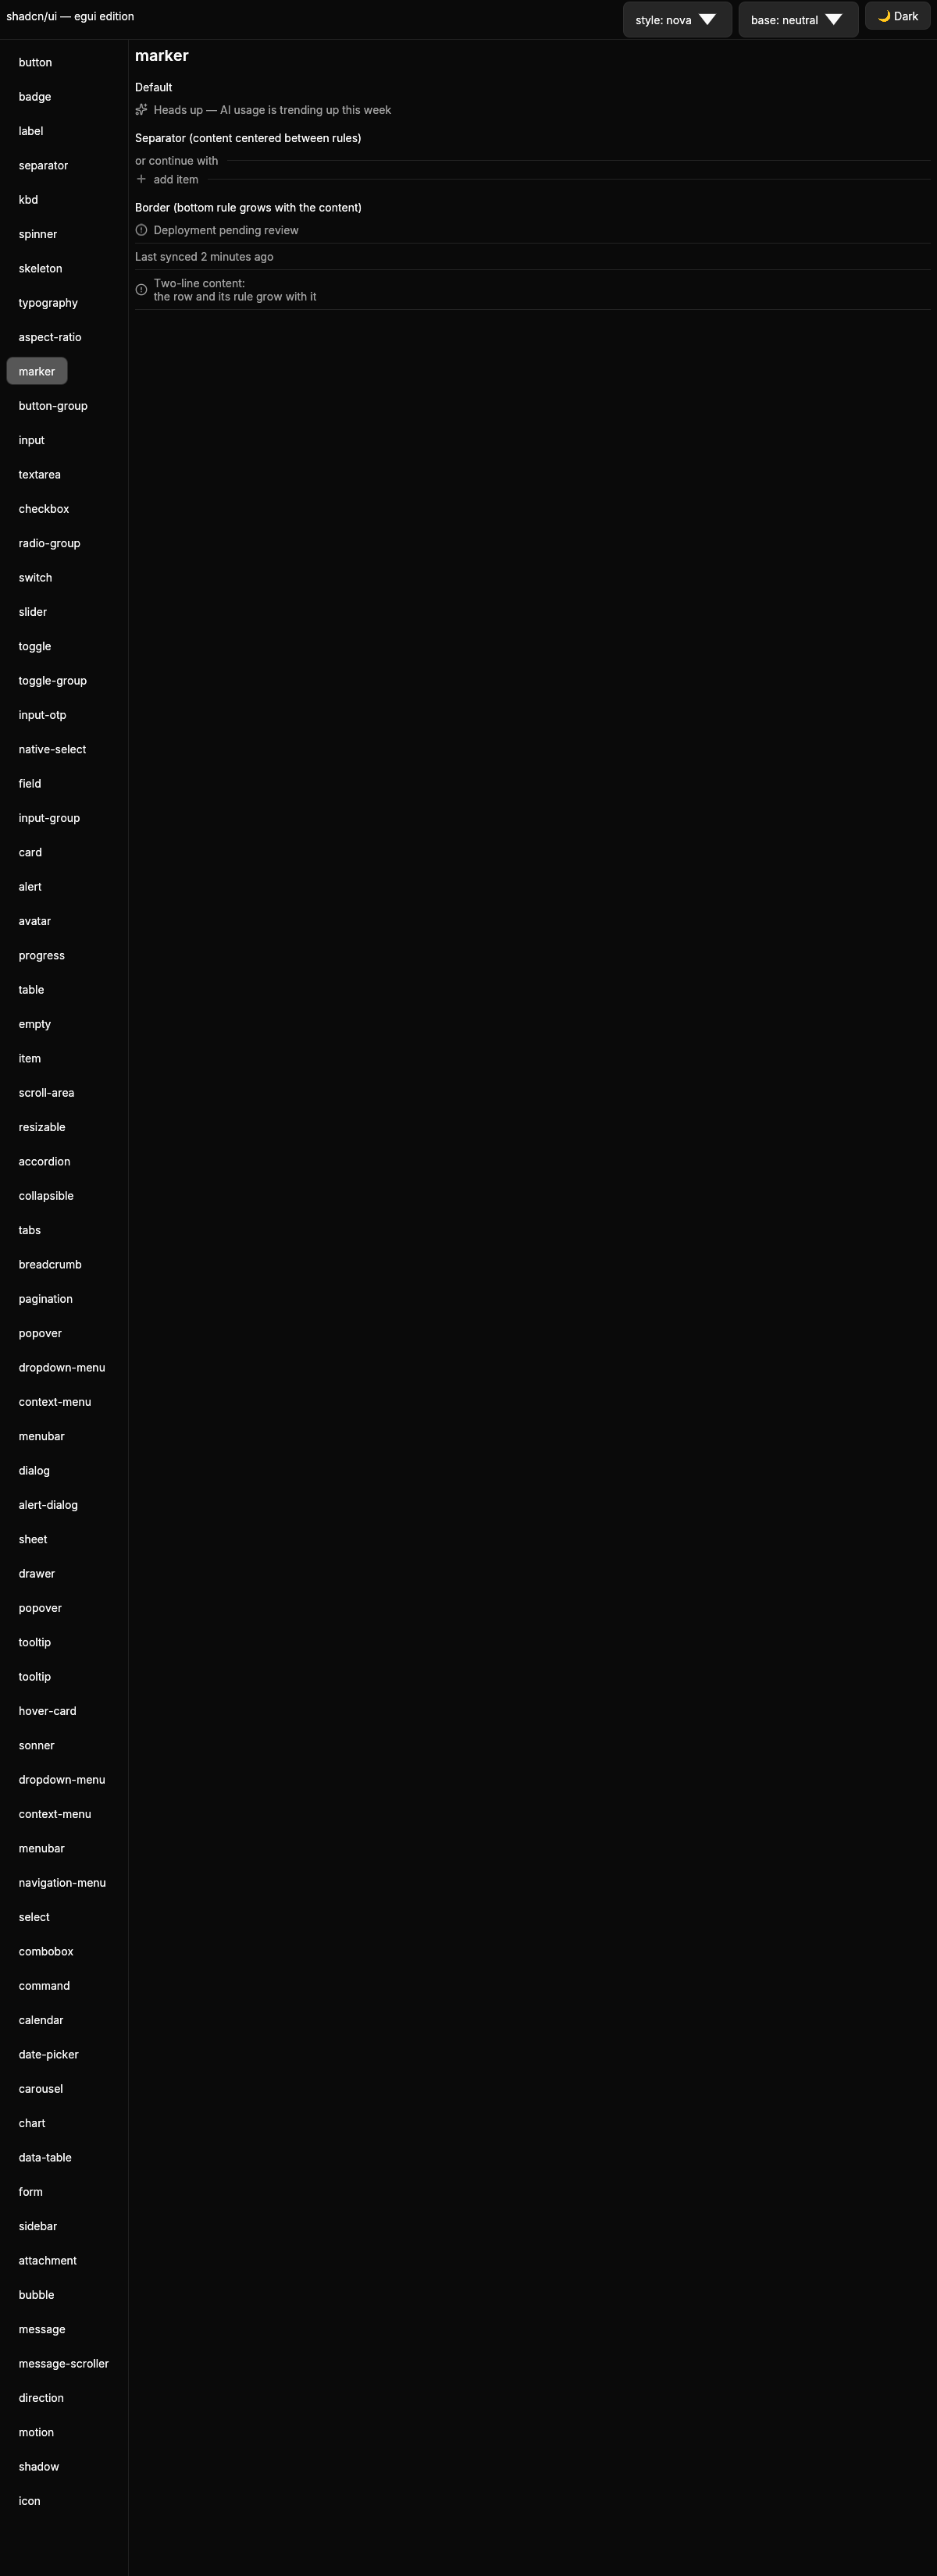 shadcn/ui — egui edition
style: nova
base: neutral
🌙 Dark
button
badge
label
separator
kbd
spinner
skeleton
typography
aspect-ratio
marker
button-group
input
textarea
checkbox
radio-group
switch
slider
toggle
toggle-group
input-otp
native-select
field
input-group
card
alert
avatar
progress
table
empty
item
scroll-area
resizable
accordion
collapsible
tabs
breadcrumb
pagination
popover
dropdown-menu
context-menu
menubar
dialog
alert-dialog
sheet
drawer
popover
tooltip
tooltip
hover-card
sonner
dropdown-menu
context-menu
menubar
navigation-menu
select
combobox
command
calendar
date-picker
carousel
chart
data-table
form
sidebar
attachment
bubble
message
message-scroller
direction
motion
shadow
icon
marker
Default
Heads up — AI usage is trending up this week
Separator (content centered between rules)
or continue with
add item
Border (bottom rule grows with the content)
Deployment pending review
Last synced 2 minutes ago
Two-line content:
the row and its rule grow with it